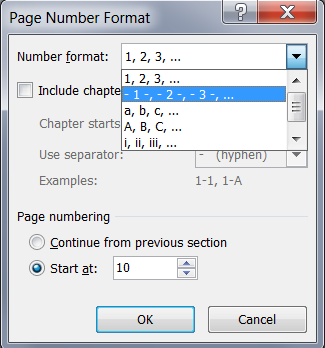 Page Number Format
Number format: 1, 2, 3, ...
1, 2, 3, ...
- 1 -, - 2 -, - 3 -, ...
a, b, c, ...
A, B, C, ...
i, ii, iii, ...
Include chapte
Chapter starts
Use separator: - (hyphen)
Examples: 1-1, 1-A
Page numbering
Continue from previous section
Start at: 10
OK Cancel